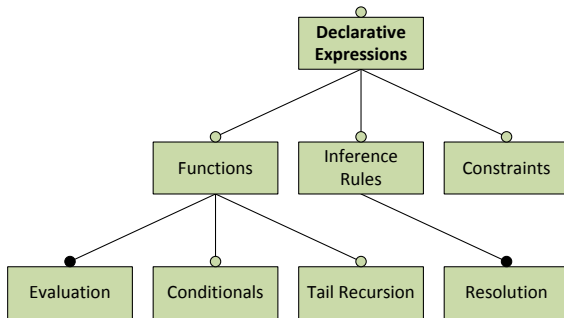 Declarative
Expressions
Functions
Inference
Rules
Constraints
Evaluation
Conditionals
Tail Recursion
Resolution